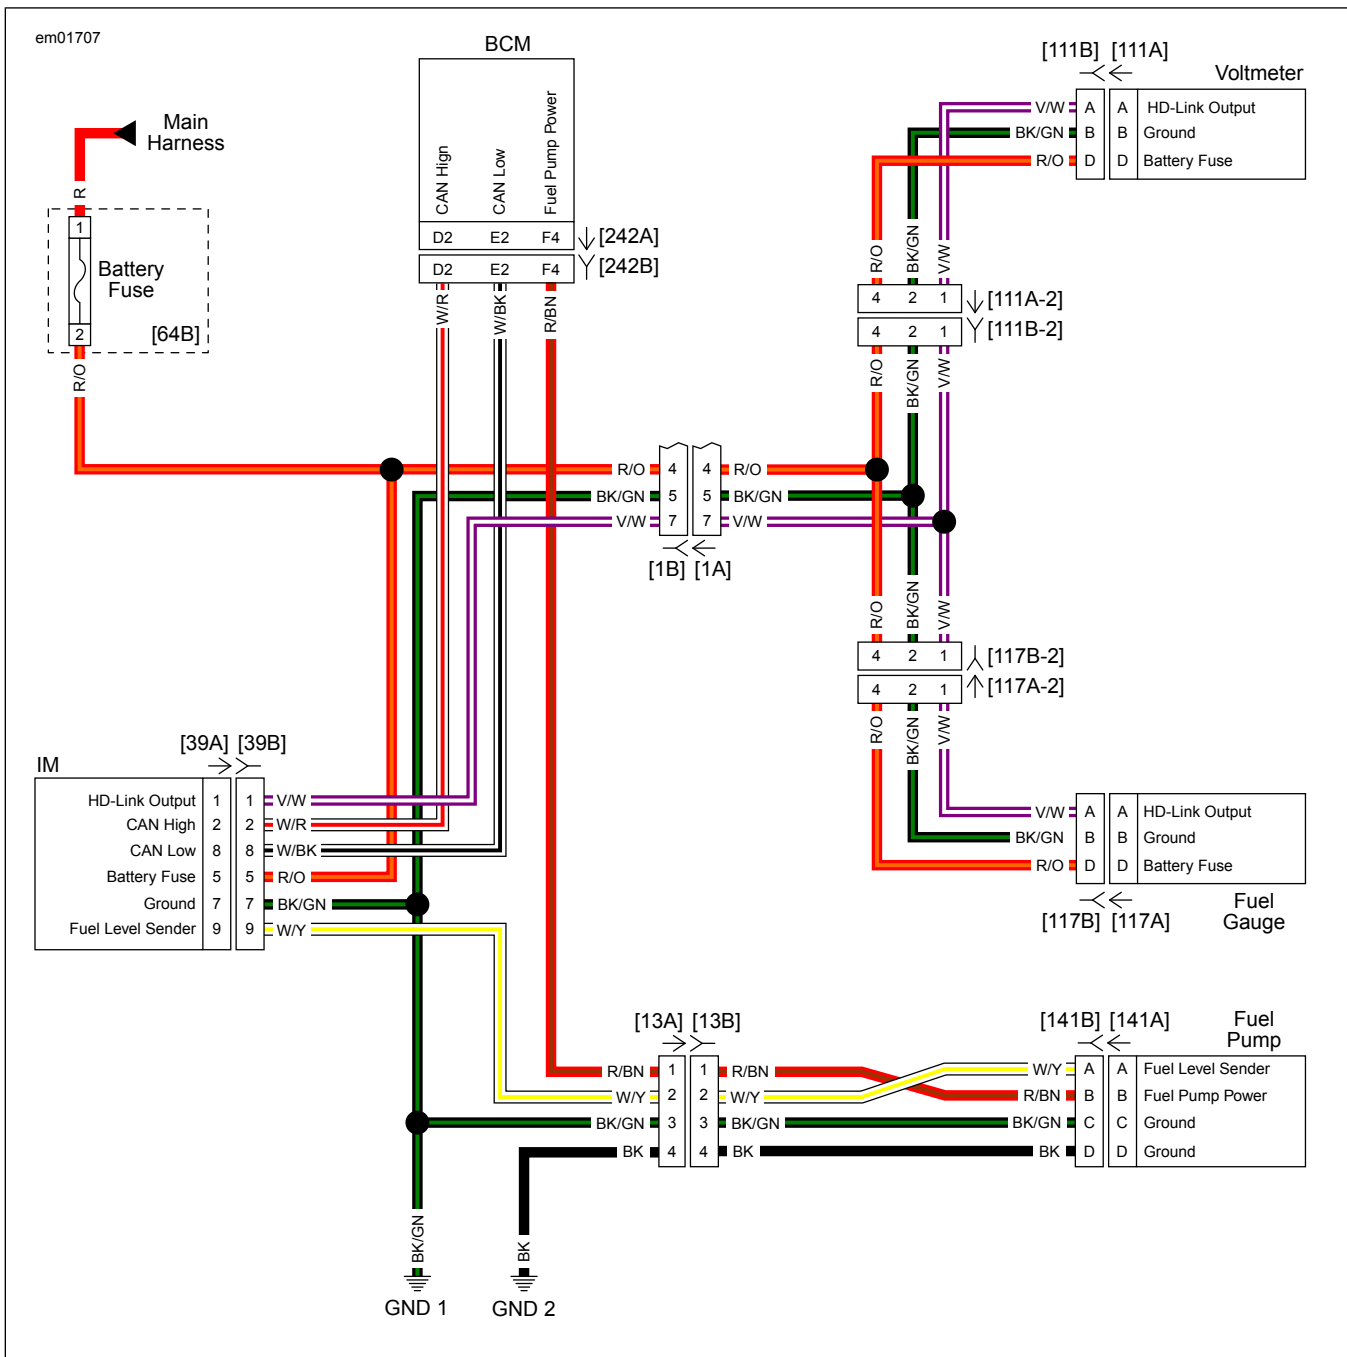 em01707
BCM
[111B] [111A]
Voltmeter
Main
Harness
CAN Hign
CAN Low
Fuel Pump Power
V/W A A HD-Link Output
BK/GN B B Ground
R/O D D Battery Fuse
R
1
Battery
Fuse
2
[64B]
R/O
D2 E2 F4 [242A]
D2 E2 F4 [242B]
W/R
W/BK
R/BN
R/O
BK/GN
V/W
4 2 1 [111A-2]
4 2 1 [111B-2]
R/O
BK/GN
V/W
R/O 4 4 R/O
BK/GN 5 5 BK/GN
V/W 7 7 V/W
[1B] [1A]
R/O
BK/GN
V/W
4 2 1 [117B-2]
4 2 1 [117A-2]
R/O
BK/GN
V/W
[39A] [39B]
IM
HD-Link Output 1 1 V/W
CAN High 2 2 W/R
CAN Low 8 8 W/BK
Battery Fuse 5 5 R/O
Ground 7 7 BK/GN
Fuel Level Sender 9 9 W/Y
V/W A A HD-Link Output
BK/GN B B Ground
R/O D D Battery Fuse
[117B] [117A]
Fuel
Gauge
[13A] [13B]
[141B] [141A]
Fuel
Pump
R/BN 1 1 R/BN
W/Y 2 2 W/Y
BK/GN 3 3 BK/GN
BK 4 4 BK
W/Y A A Fuel Level Sender
R/BN B B Fuel Pump Power
BK/GN C C Ground
BK D D Ground
BK/GN
BK
GND 1
GND 2